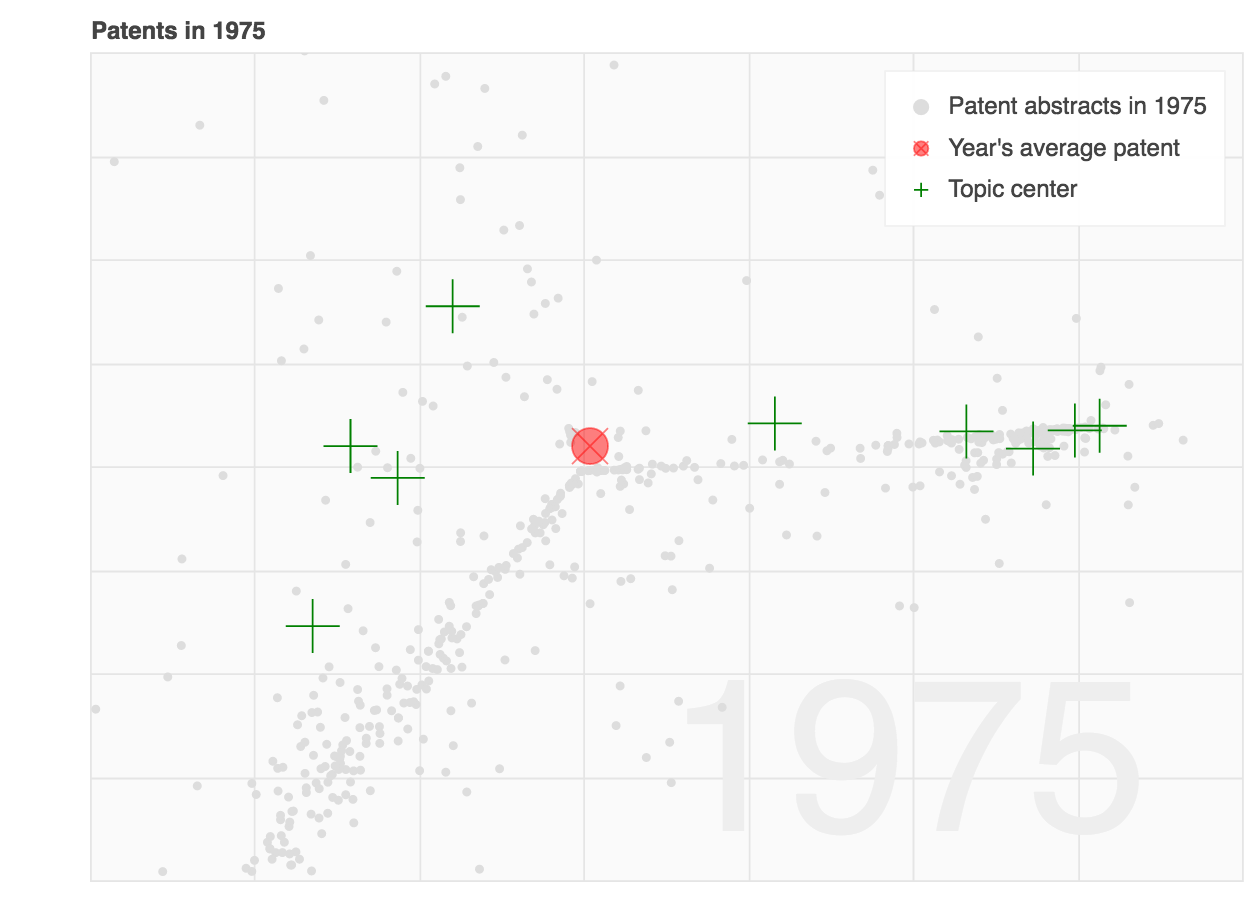 Patents in 1975
Patent abstracts in 1975
Year's average patent
Topic center
1975